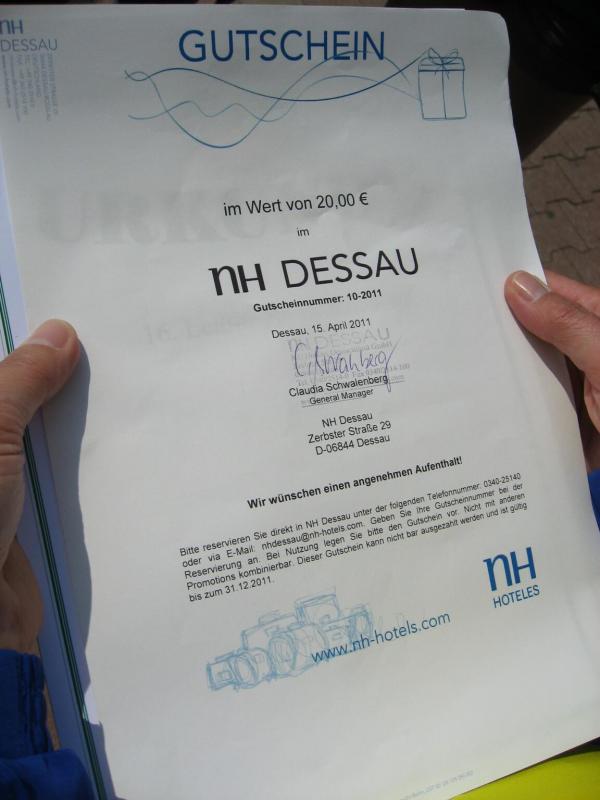 nH
DESSAU
GUTSCHEIN
im Wert von 20,00 €
im
nH DESSAU
Gutscheinnummer: 10-2011
Dessau, 15. April 2011
DESSAU
Claudia Schwalenberg
General Manager
NH Dessau
Zerbster Straße 29
D-06844 Dessau
Wir wünschen einen angenehmen Aufenthalt!
Bitte reservieren Sie direkt in NH Dessau unter der folgenden Telefonnummer: 0340-25140
oder via E-Mail: nhdessau@nh-hotels.com. Geben Sie Ihre Gutscheinnummer bei der
Reservierung an. Bei Nutzung legen Sie bitte den Gutschein vor. Nicht mit anderen
Promotions kombinierbar. Dieser Gutschein kann nicht bar ausgezahlt werden und ist gültig
bis zum 31.12.2011.
nH
HOTELES
www.nh-hotels.com